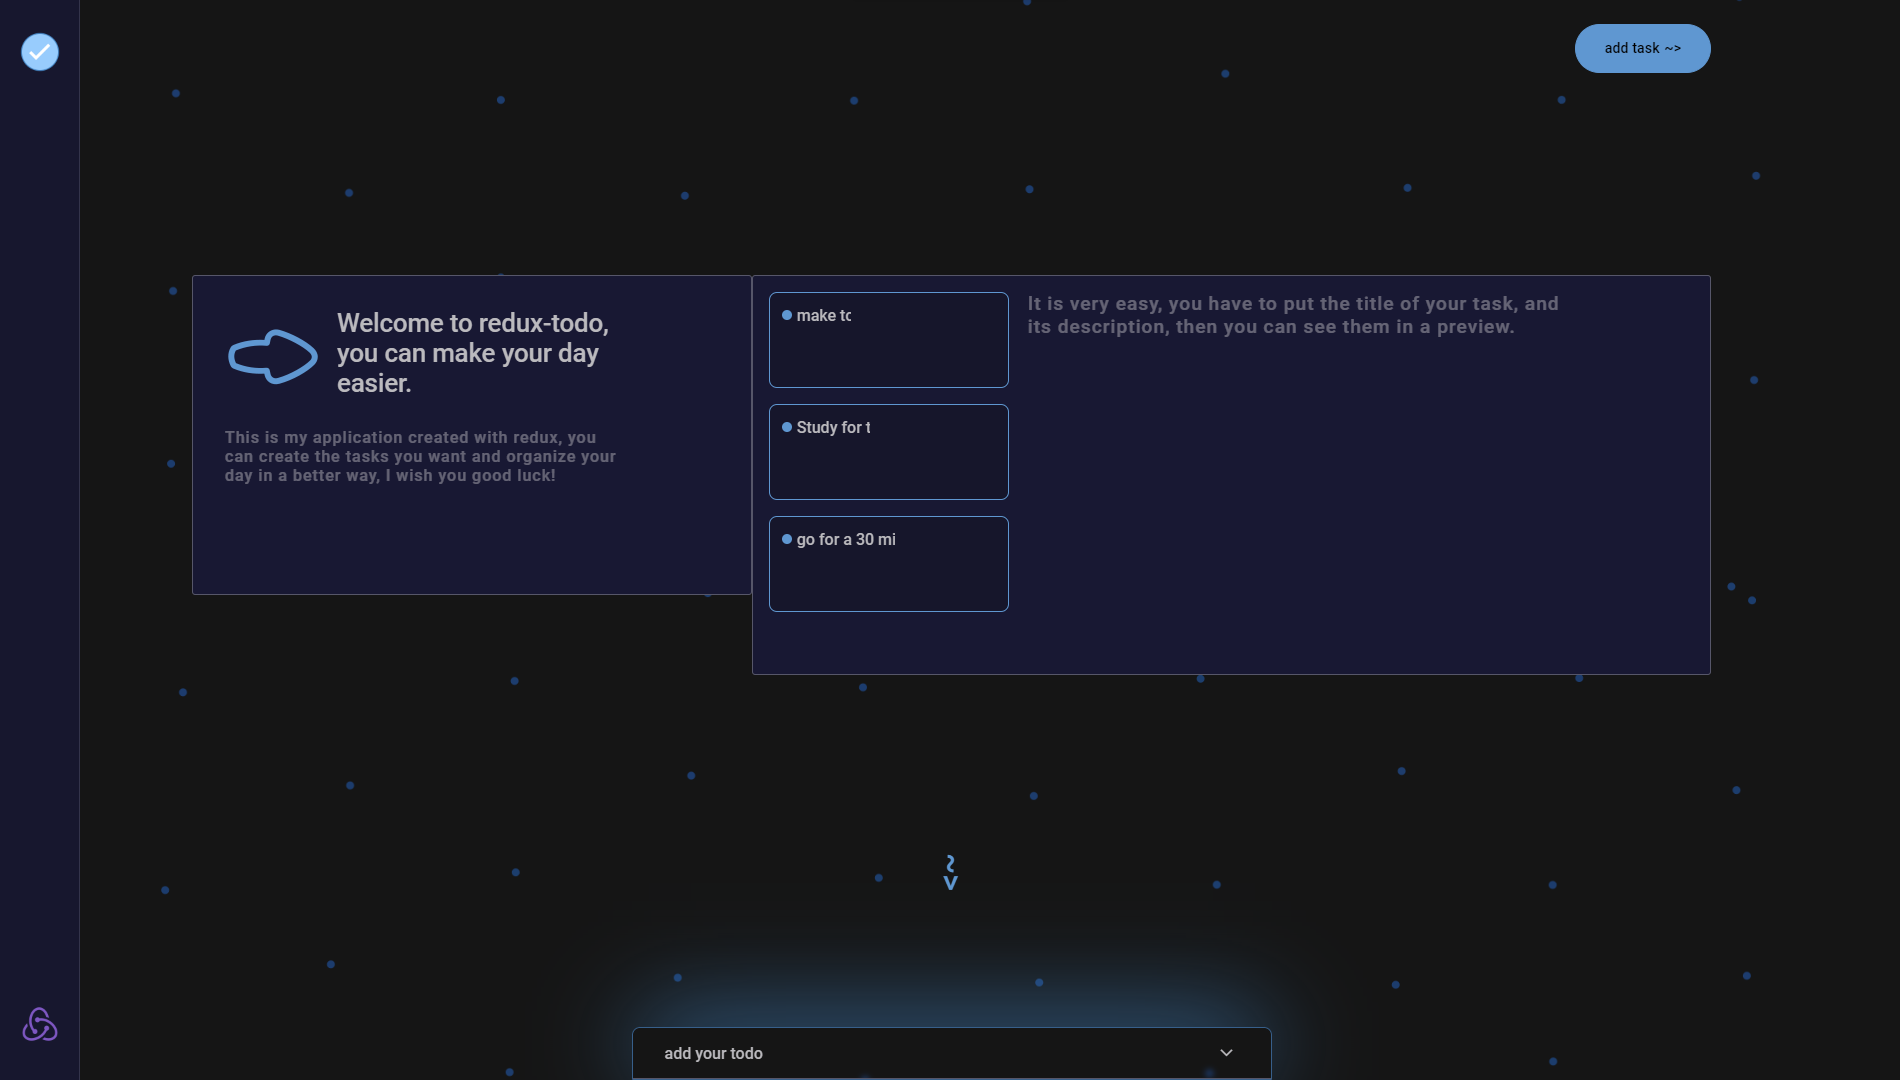 add task ~>
Welcome to redux-todo,
you can make your day
easier.
This is my application created with redux, you
can create the tasks you want and organize your
day in a better way, I wish you good luck!
make to
Study for t
go for a 30 mi
It is very easy, you have to put the title of your task, and
its description, then you can see them in a preview.
~>
add your todo